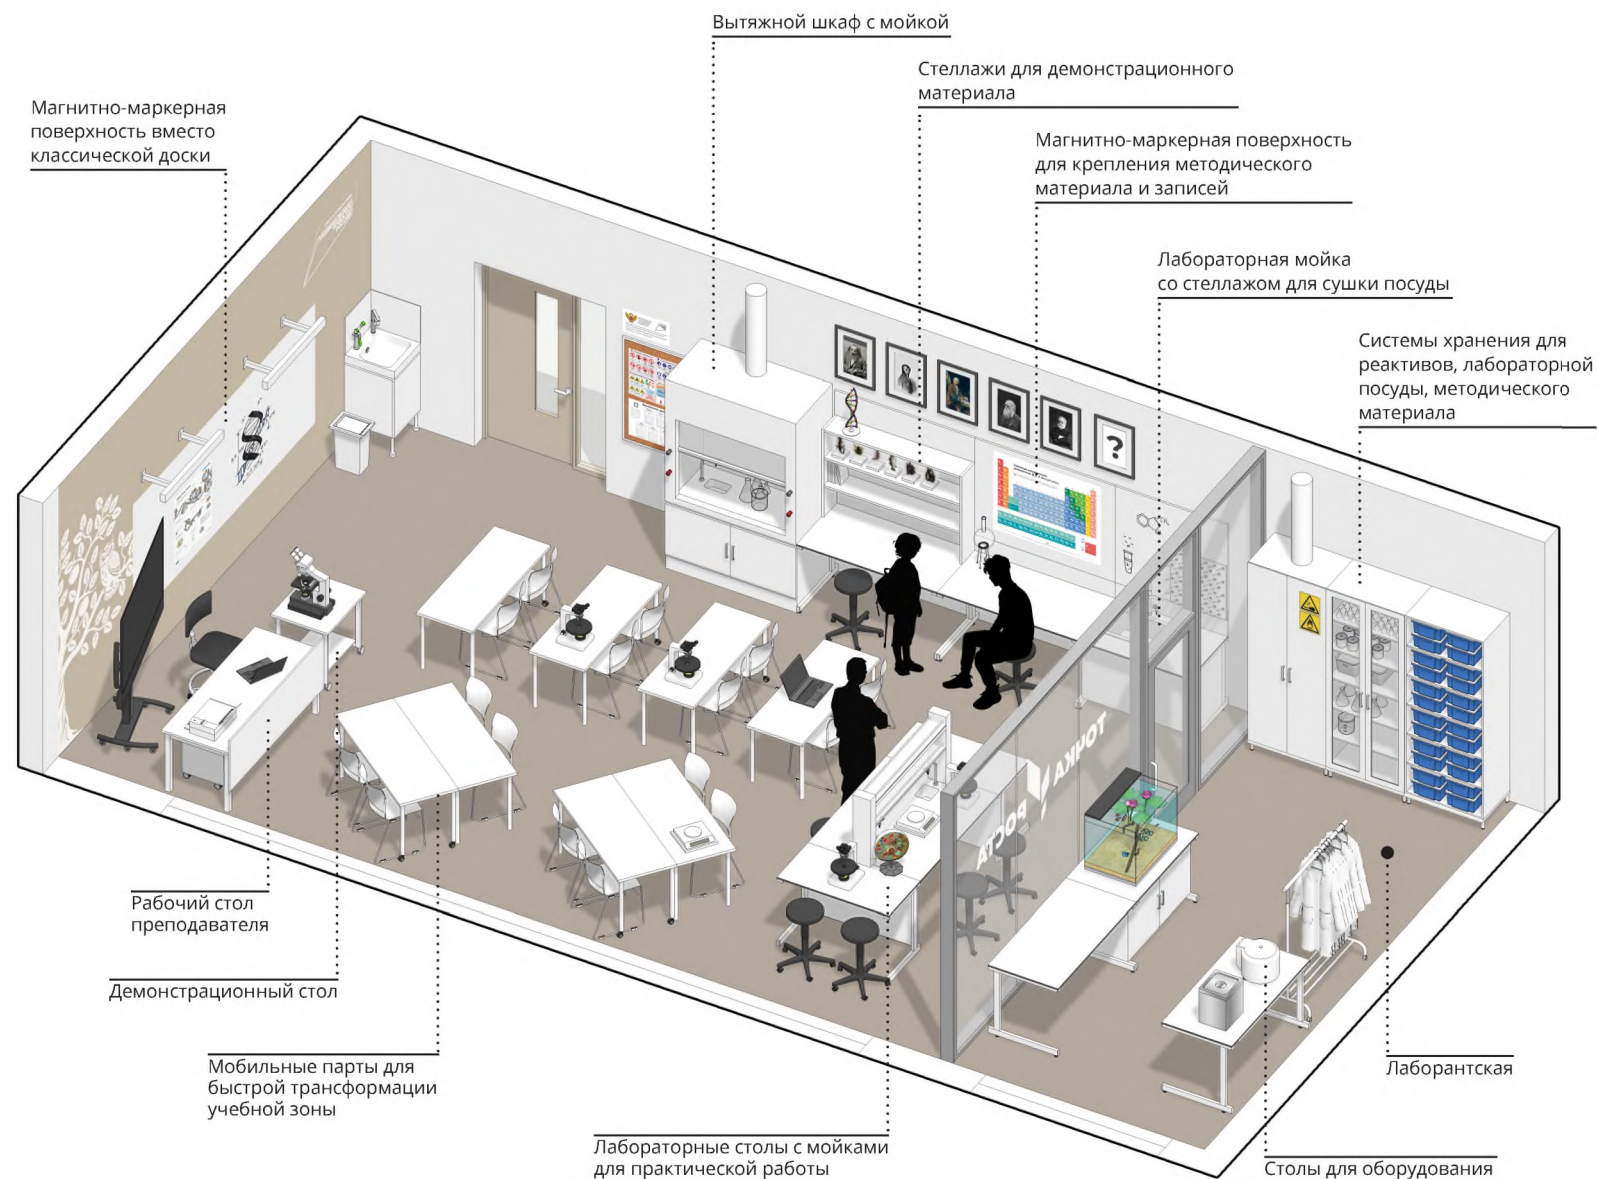 Вытяжной шкаф с мойкой
Стеллажи для демонстрационного
материала
Магнитно-маркерная
поверхность вместо
классической доски
Магнитно-маркерная поверхность
для крепления методического
материала и записей
Лабораторная мойка
со стеллажом для сушки посуды
Системы хранения для
реактивов, лабораторной
посуды, методического
материала
?
ТОЧКА
РОСТА
Рабочий стол
преподавателя
Демонстрационный стол
Мобильные парты для
быстрой трансформации
учебной зоны
Лабораторные столы с мойками
для практической работы
Лаборантская
Столы для оборудования